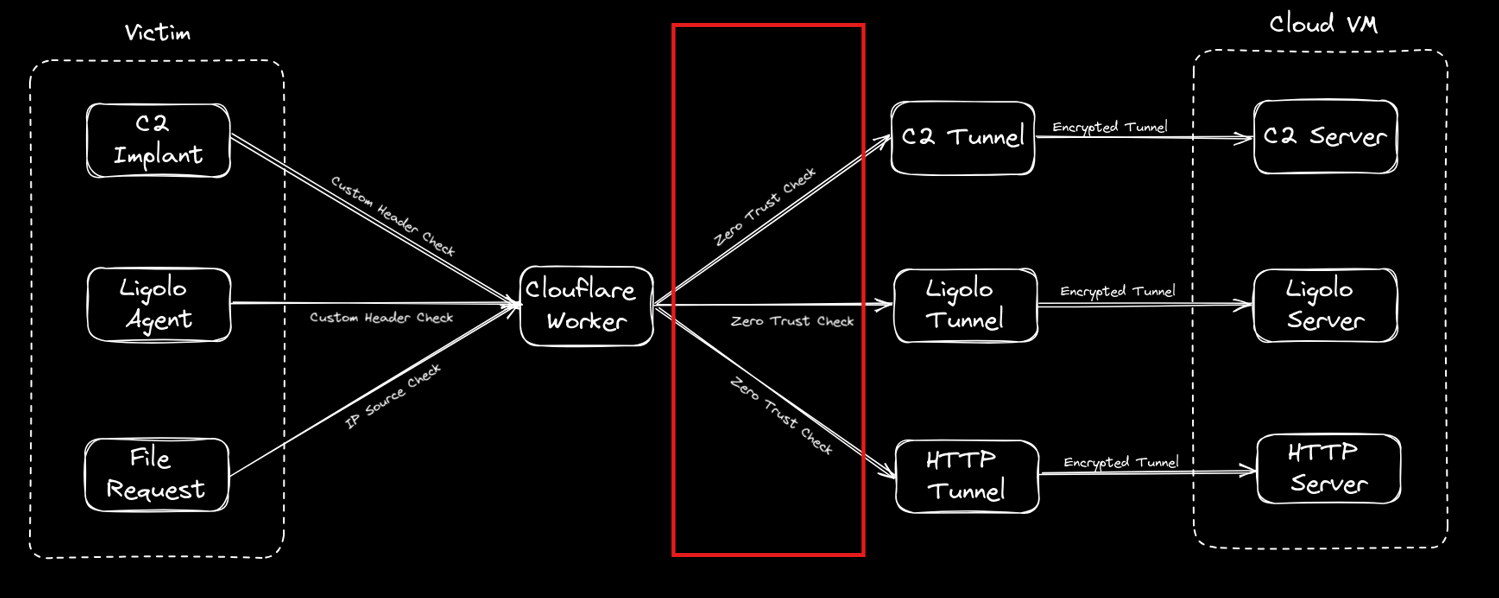 Victim
Cloud VM
C2
Implant
Custom Header Check
Zero Trust Check
C2 Tunnel
Encrypted Tunnel
C2 Server
Ligolo
Agent
Custom Header Check
Clouflare
Worker
Zero Trust Check
Ligolo
Tunnel
Encrypted Tunnel
Ligolo
Server
File
Request
IP Source Check
Zero Trust Check
HTTP
Tunnel
Encrypted Tunnel
HTTP
Server